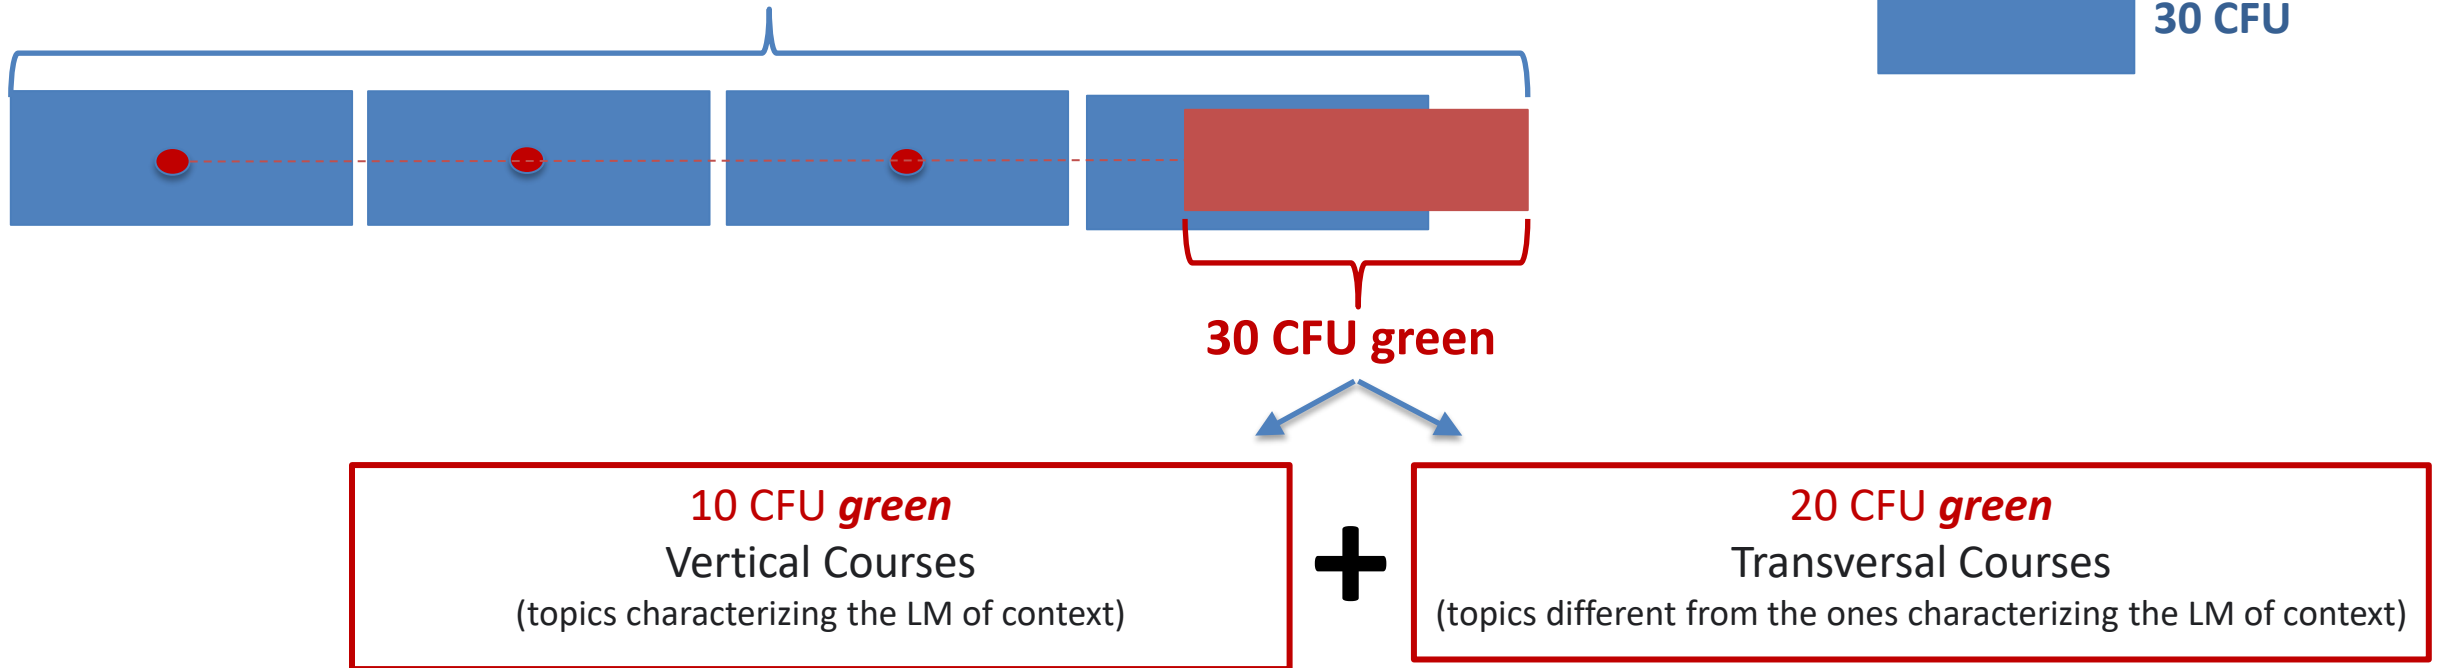 30 CFU
30 CFU green
10 CFU green
Vertical Courses
(topics characterizing the LM of context)
+
20 CFU green
Transversal Courses
(topics different from the ones characterizing the LM of context)